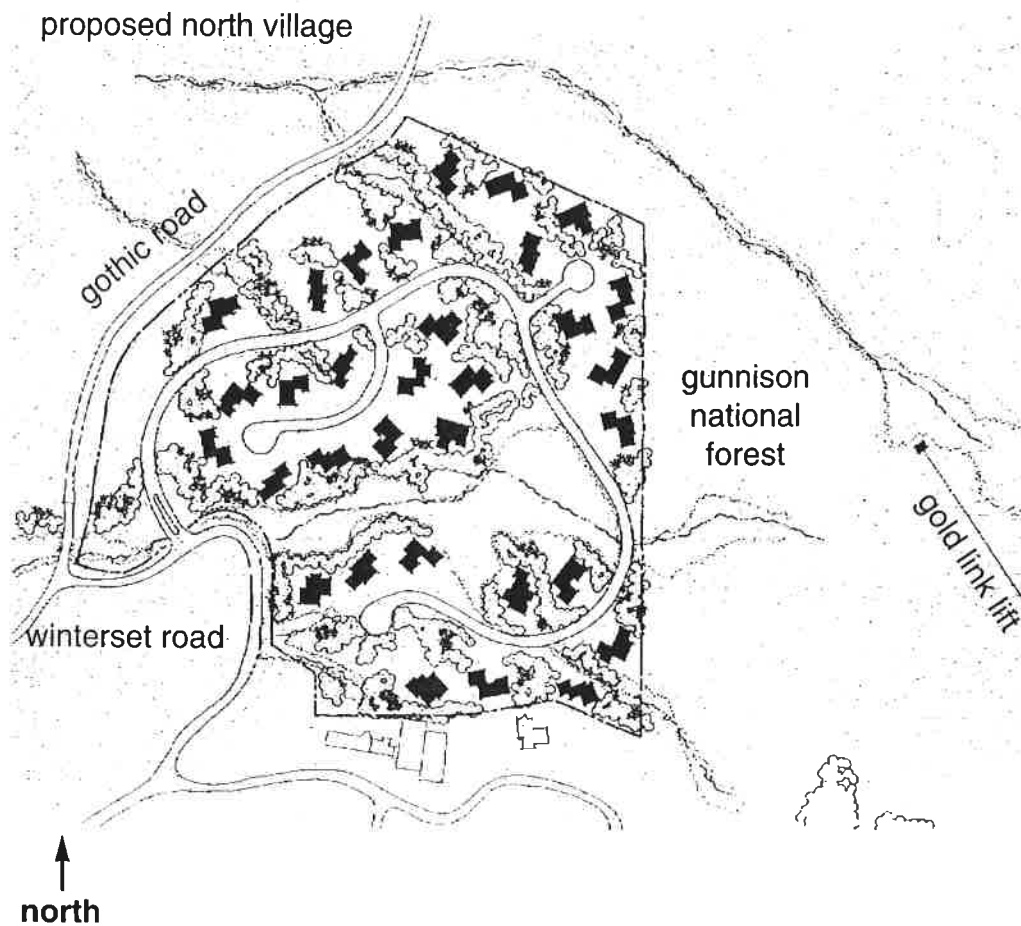 proposed north village
gothic road
gunnison
national
forest
gold link lift
winterset road
north